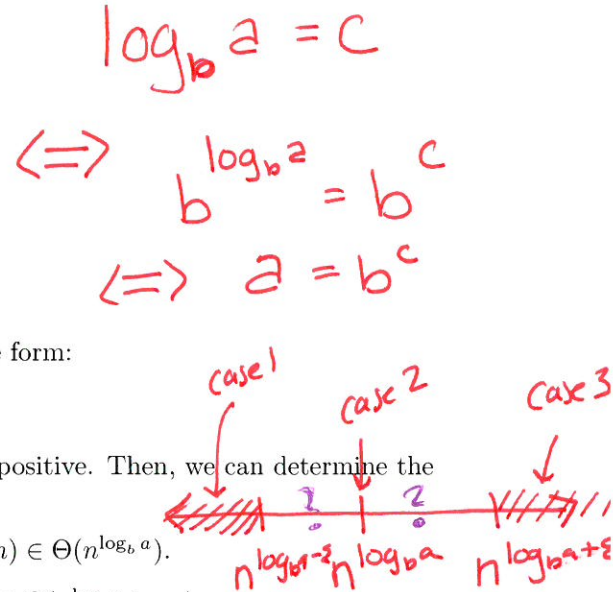 log_b a = c
<=> b^{log_b a} = b^c
<=> a = b^c
form:
case 1 case 2 case 3
positive. Then, we can determine the
? ?
) ∈ Θ(n^{log_b a}).
n^{log_b a-ε} n^{log_b a} n^{log_b a+ε}